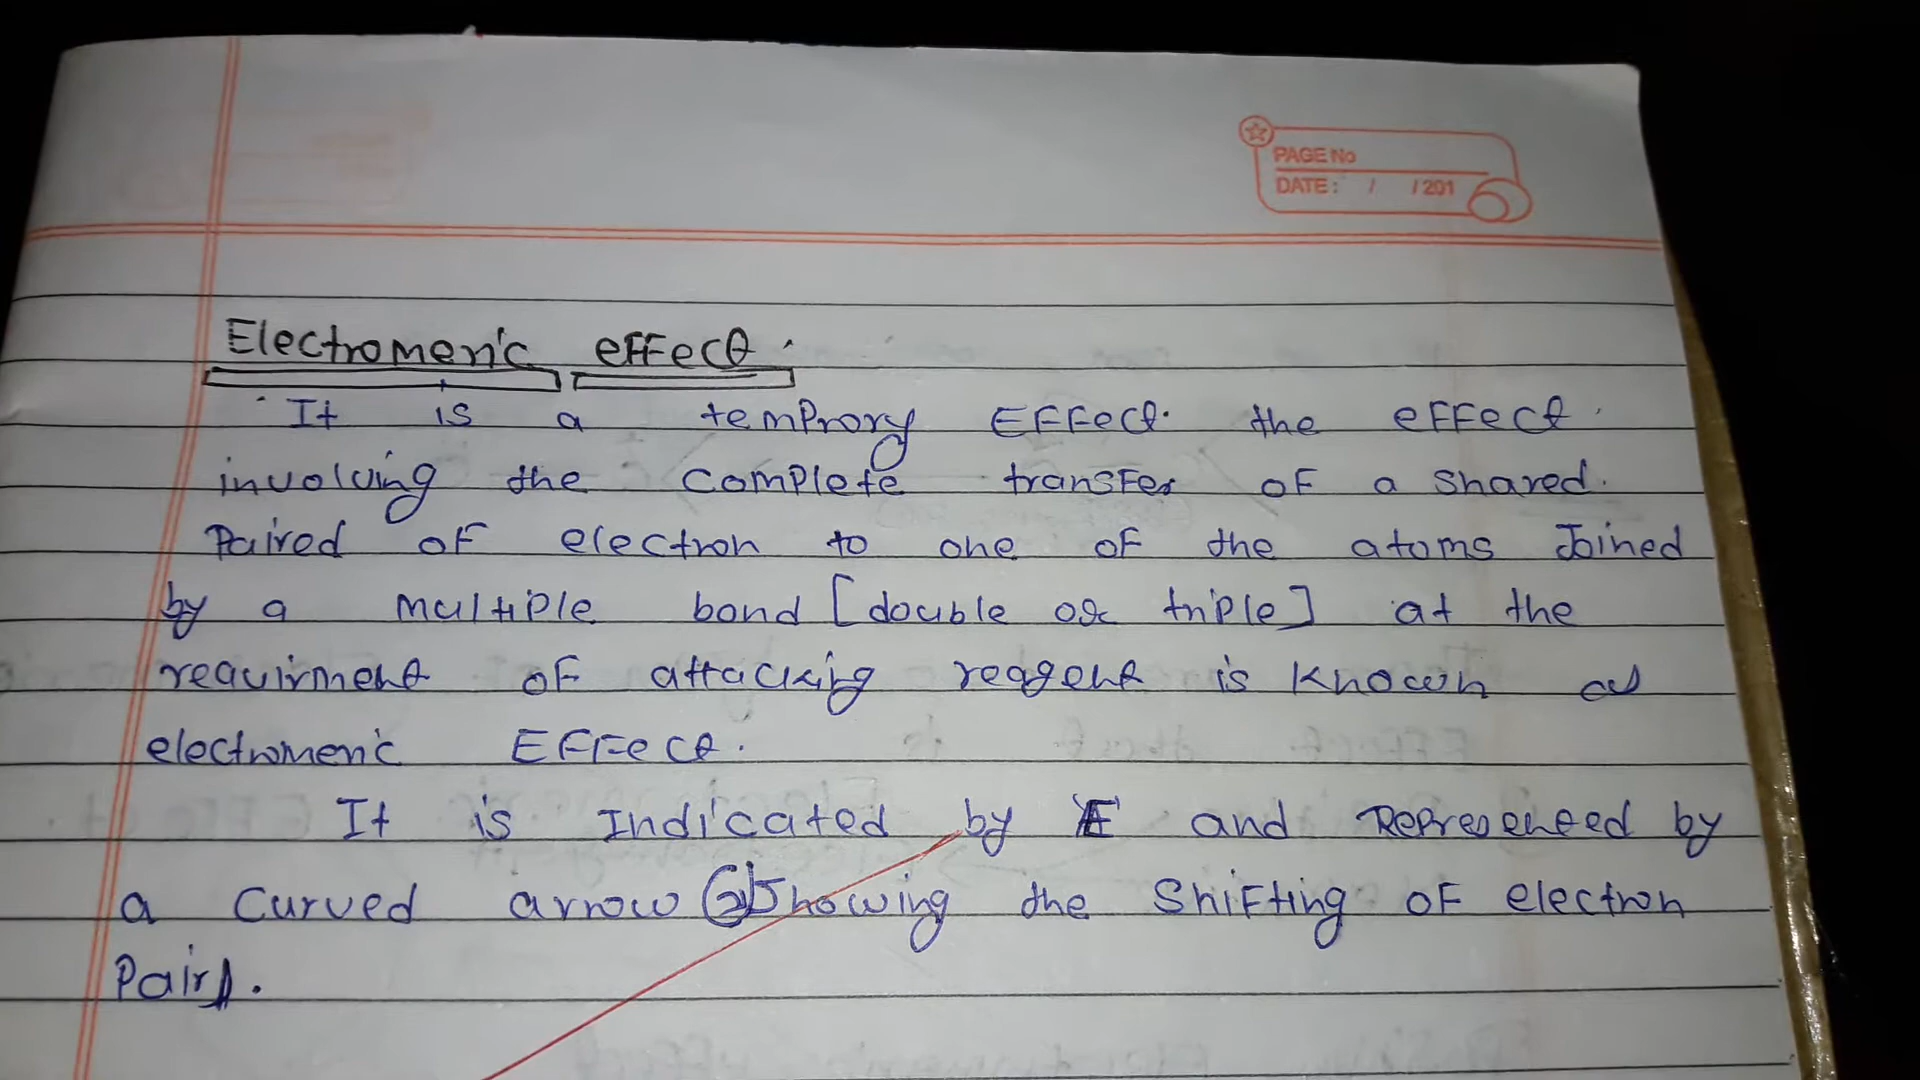 PAGE No
DATE: / /201
Electromeric effect.
It is a temprory Effect. the effect
involving the complete transfer of a shared.
Paired of electron to one of the atoms Joined
by a multiple bond [double or triple] at the
requirment of attacking reagent is known as
electromeric Effect.
It is Indicated by 'E' and Represented by
a curved arrow showing the shifting of electron
Pair.